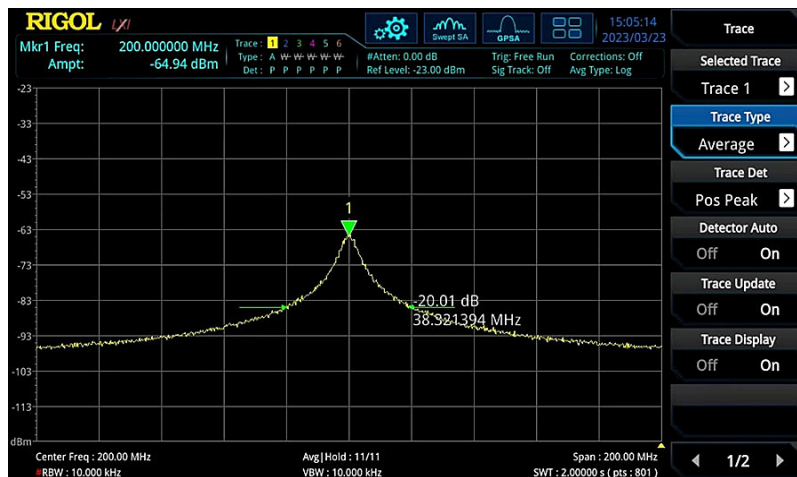 RIGOL LXI
Swept SA
GPSA
15:05:14
2023/03/23
Mkr1 Freq: 200.000000 MHz
Ampt: -64.94 dBm
Trace: 1 2 3 4 5 6
Type: A W W W W W
Det: P P P P P P
#Atten: 0.00 dB
Ref Level: -23.00 dBm
Trig: Free Run
Sig Track: Off
Corrections: Off
Avg Type: Log
-23
-33
-43
-53
-63
-73
-83
-93
-103
-113
dBm
1
-20.01 dB
38.321394 MHz
Center Freq : 200.00 MHz
Avg|Hold : 11/11
Span : 200.00 MHz
#RBW : 10.000 kHz
VBW : 10.000 kHz
SWT : 2.00000 s ( pts : 801 )
Trace
Selected Trace
Trace 1
Trace Type
Average
Trace Det
Pos Peak
Detector Auto
Off On
Trace Update
Off On
Trace Display
Off On
1/2